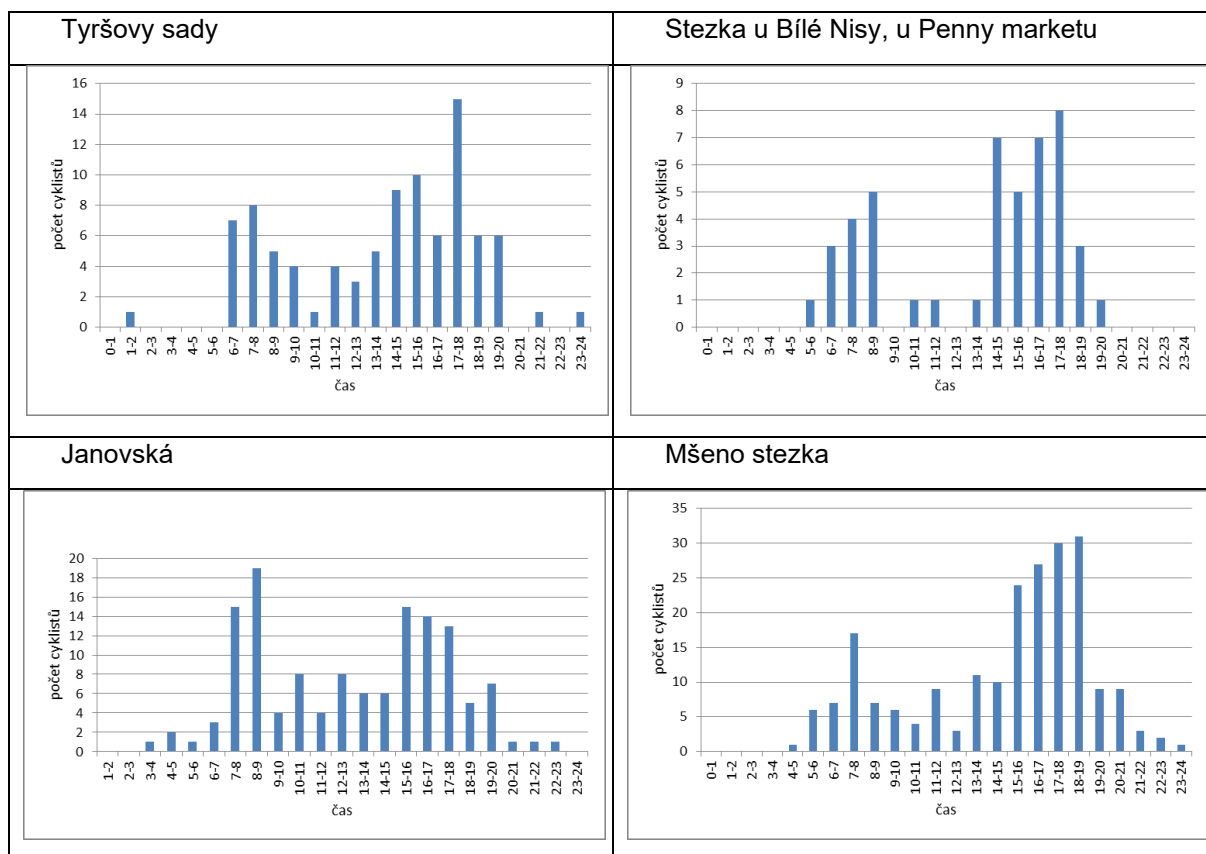 Tyršovy sady
Stezka u Bílé Nisy, u Penny marketu
16
14
12
10
8
6
4
2
0
počet cyklistů
0-1 1-2 2-3 3-4 4-5 5-6 6-7 7-8 8-9 9-10 10-11 11-12 12-13 13-14 14-15 15-16 16-17 17-18 18-19 19-20 20-21 21-22 22-23 23-24
čas
9
8
7
6
5
4
3
2
1
0
počet cyklistů
0-1 1-2 2-3 3-4 4-5 5-6 6-7 7-8 8-9 9-10 10-11 11-12 12-13 13-14 14-15 15-16 16-17 17-18 18-19 19-20 20-21 21-22 22-23 23-24
čas
Janovská
Mšeno stezka
20
18
16
14
12
10
8
6
4
2
0
počet cyklistů
1-2 2-3 3-4 4-5 5-6 6-7 7-8 8-9 9-10 10-11 11-12 12-13 13-14 14-15 15-16 16-17 17-18 18-19 19-20 20-21 21-22 22-23 23-24
čas
35
30
25
20
15
10
5
0
počet cyklistů
0-1 1-2 2-3 3-4 4-5 5-6 6-7 7-8 8-9 9-10 10-11 11-12 12-13 13-14 14-15 15-16 16-17 17-18 18-19 19-20 20-21 21-22 22-23 23-24
čas